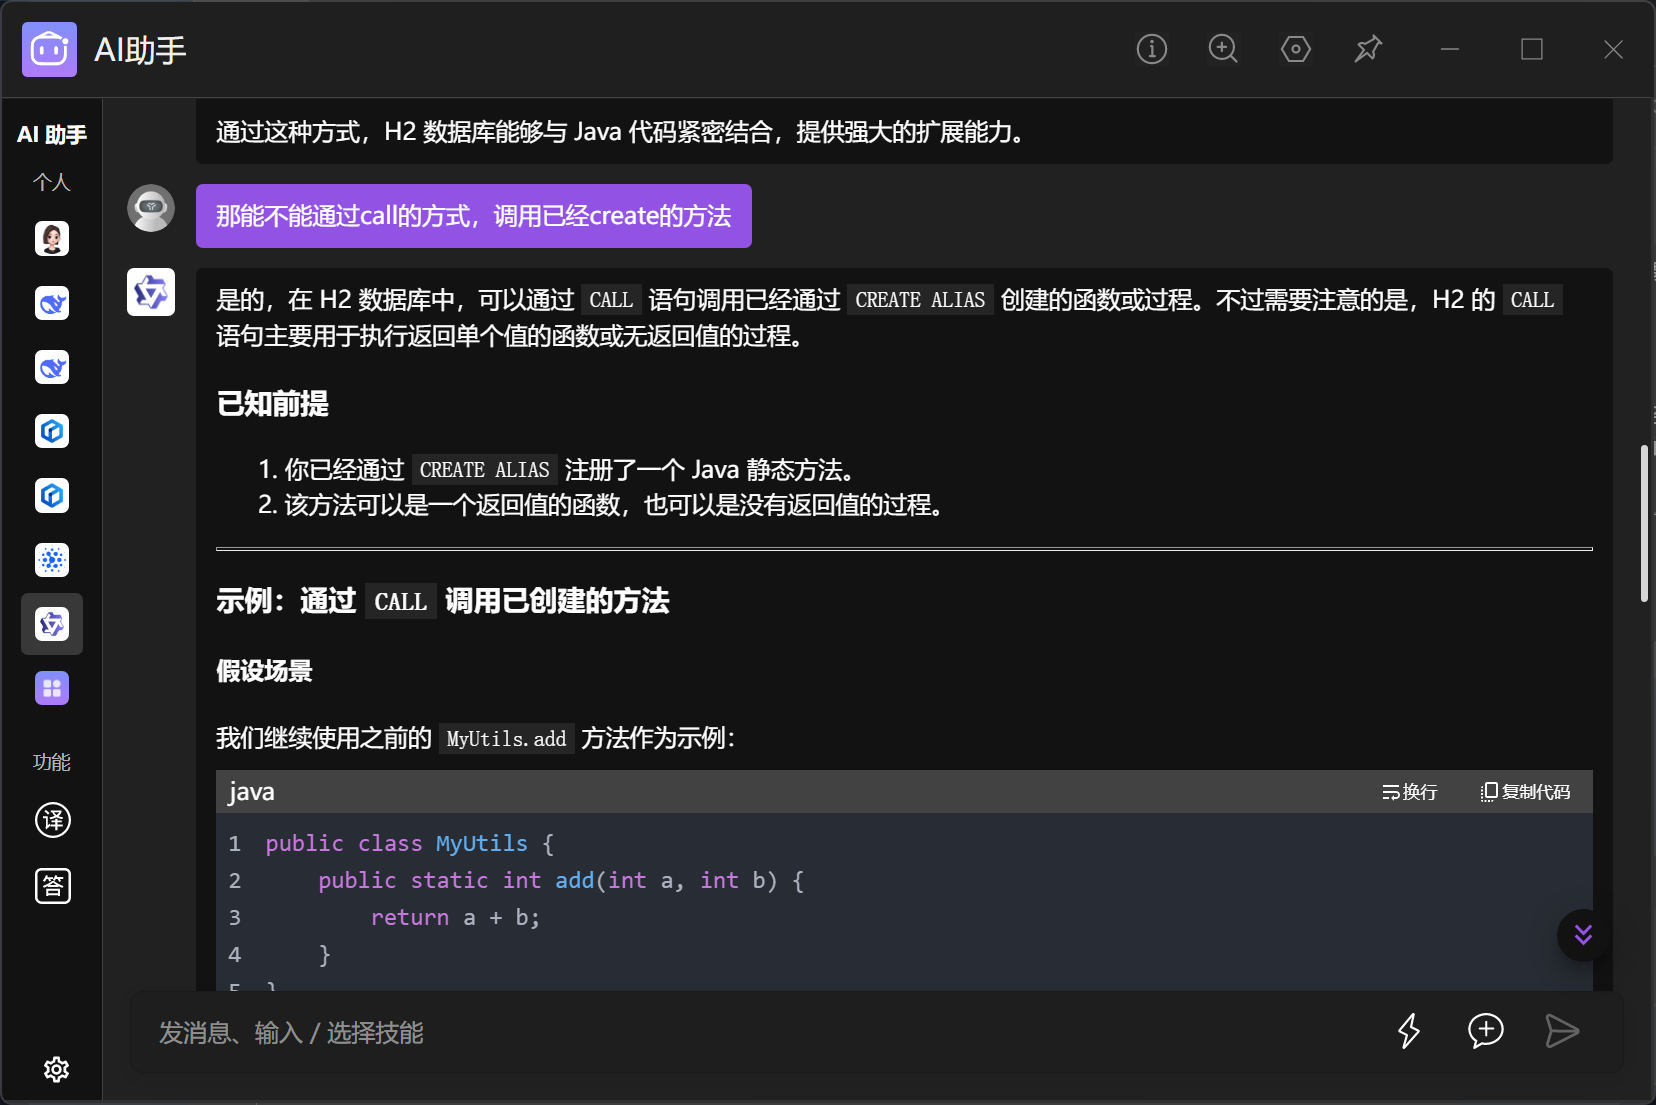 AI助手
AI 助手
个人
功能
译
答
通过这种方式，H2 数据库能够与 Java 代码紧密结合，提供强大的扩展能力。
那能不能通过call的方式，调用已经create的方法
是的，在 H2 数据库中，可以通过 CALL 语句调用已经通过 CREATE ALIAS 创建的函数或过程。不过需要注意的是，H2 的 CALL
语句主要用于执行返回单个值的函数或无返回值的过程。
已知前提
1. 你已经通过 CREATE ALIAS 注册了一个 Java 静态方法。
2. 该方法可以是一个返回值的函数，也可以是没有返回值的过程。
示例：通过 CALL 调用已创建的方法
假设场景
我们继续使用之前的 MyUtils.add 方法作为示例：
java 换行 复制代码
1 public class MyUtils {
2     public static int add(int a, int b) {
3         return a + b;
4     }
5 }
发消息、输入 / 选择技能